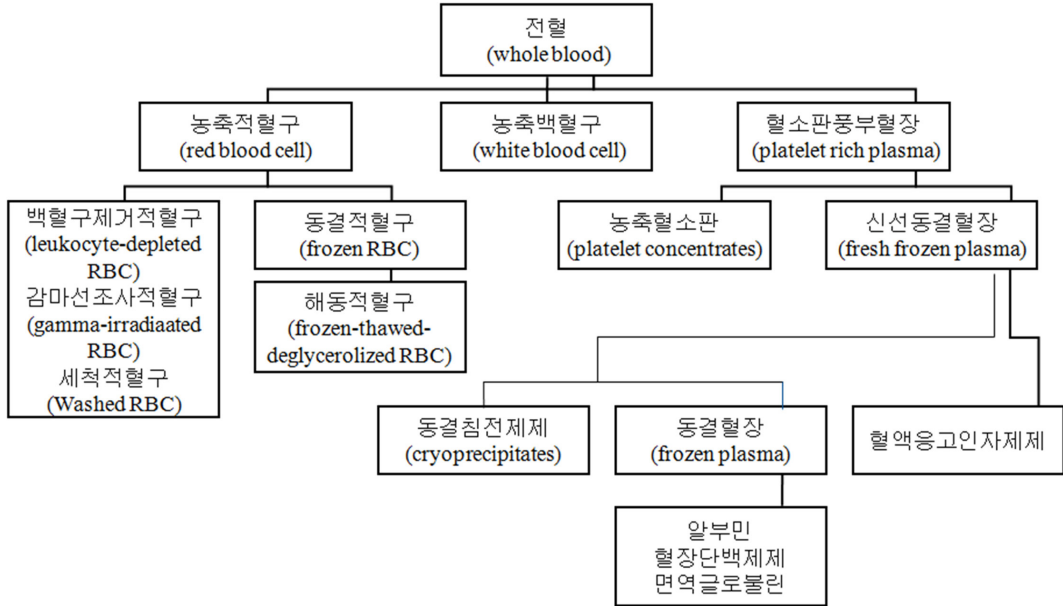 전혈
(whole blood)
농축적혈구
(red blood cell)
농축백혈구
(white blood cell)
혈소판풍부혈장
(platelet rich plasma)
백혈구제거적혈구
(leukocyte-depleted
RBC)
감마선조사적혈구
(gamma-irradiaated
RBC)
세척적혈구
(Washed RBC)
동결적혈구
(frozen RBC)
농축혈소판
(platelet concentrates)
신선동결혈장
(fresh frozen plasma)
해동적혈구
(frozen-thawed-
deglycerolized RBC)
동결침전제제
(cryoprecipitates)
동결혈장
(frozen plasma)
혈액응고인자제제
알부민
혈장단백제제
면역글로불린